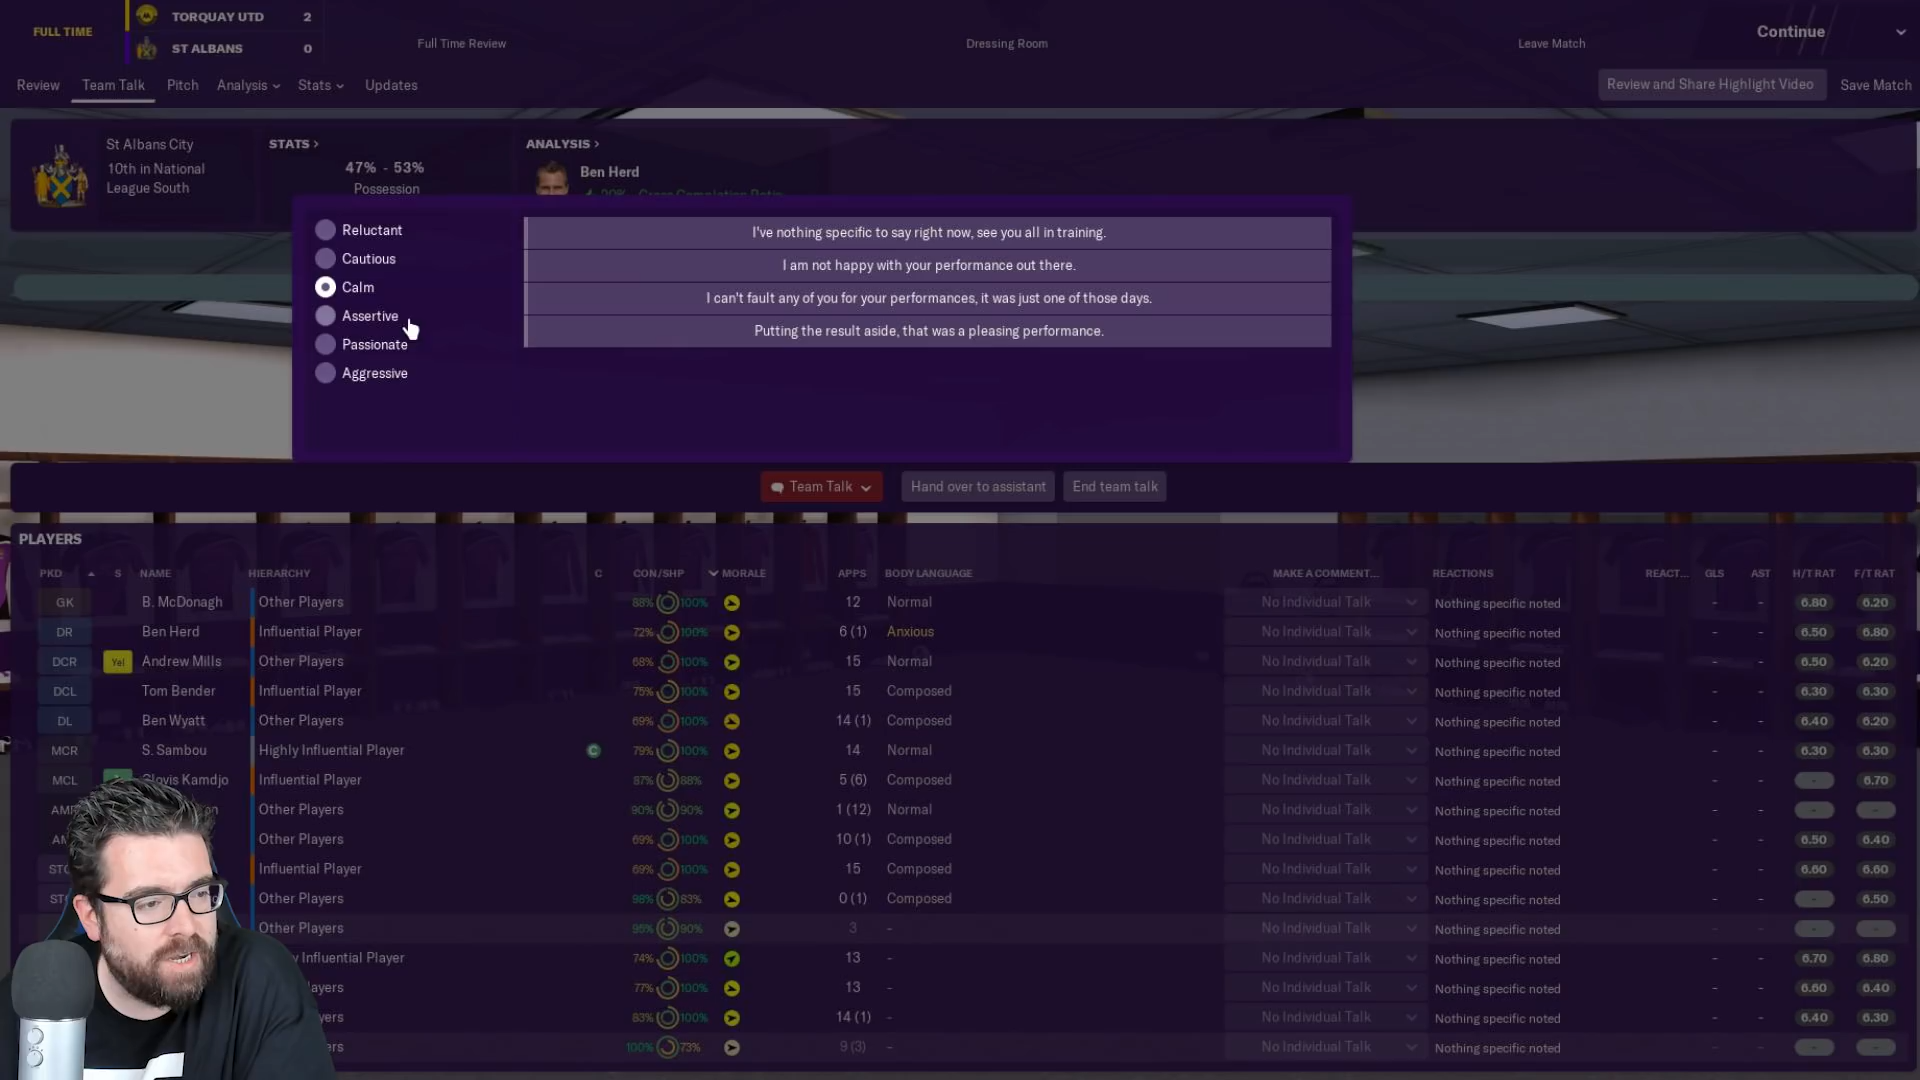 FULL TIME
TORQUAY UTD 2
ST ALBANS 0
Full Time Review
Dressing Room
Leave Match
Continue
Review
Team Talk
Pitch
Analysis
Stats
Updates
Review and Share Highlight Video
Save Match
St Albans City
10th in National
League South
STATS >
47% - 53%
Possession
ANALYSIS >
Ben Herd
Reluctant
Cautious
Calm
Assertive
Passionate
Aggressive
I've nothing specific to say right now, see you all in training.
I am not happy with your performance out there.
I can't fault any of you for your performances, it was just one of those days.
Putting the result aside, that was a pleasing performance.
Team Talk
Hand over to assistant
End team talk
PLAYERS
PKD S NAME HIERARCHY C CON/SHP MORALE APPS BODY LANGUAGE MAKE A COMMENT... REACTIONS REACT... GLS AST H/T RAT F/T RAT
GK B. McDonagh Other Players 88% 100% 12 Normal No Individual Talk Nothing specific noted - - 6.80 6.20
DR Ben Herd Influential Player 72% 100% 6 (1) Anxious No Individual Talk Nothing specific noted - - 6.50 6.80
DCR Yel Andrew Mills Other Players 68% 100% 15 Normal No Individual Talk Nothing specific noted - - 6.50 6.20
DCL Tom Bender Influential Player 75% 100% 15 Composed No Individual Talk Nothing specific noted - - 6.30 6.30
DL Ben Wyatt Other Players 69% 100% 14 (1) Composed No Individual Talk Nothing specific noted - - 6.40 6.20
MCR S. Sambou Highly Influential Player C 79% 100% 14 Normal No Individual Talk Nothing specific noted - - 6.30 6.30
MCL Clovis Kamdjo Influential Player 87% 88% 5 (6) Composed No Individual Talk Nothing specific noted - - - 6.70
Other Players 90% 90% 1 (12) Normal No Individual Talk Nothing specific noted - - - -
Other Players 69% 100% 10 (1) Composed No Individual Talk Nothing specific noted - - 6.50 6.40
Influential Player 69% 100% 15 Composed No Individual Talk Nothing specific noted - - 6.60 6.60
Other Players 98% 83% 0 (1) Composed No Individual Talk Nothing specific noted - - - 6.50
Other Players 95% 90% 3 - No Individual Talk Nothing specific noted - - - -
Influential Player 74% 100% 13 - No Individual Talk Nothing specific noted - - 6.70 6.80
77% 100% 13 - No Individual Talk Nothing specific noted - - 6.60 6.40
83% 100% 14 (1) - No Individual Talk Nothing specific noted - - 6.40 6.30
100% 73% 9 (3) - No Individual Talk Nothing specific noted - - - -